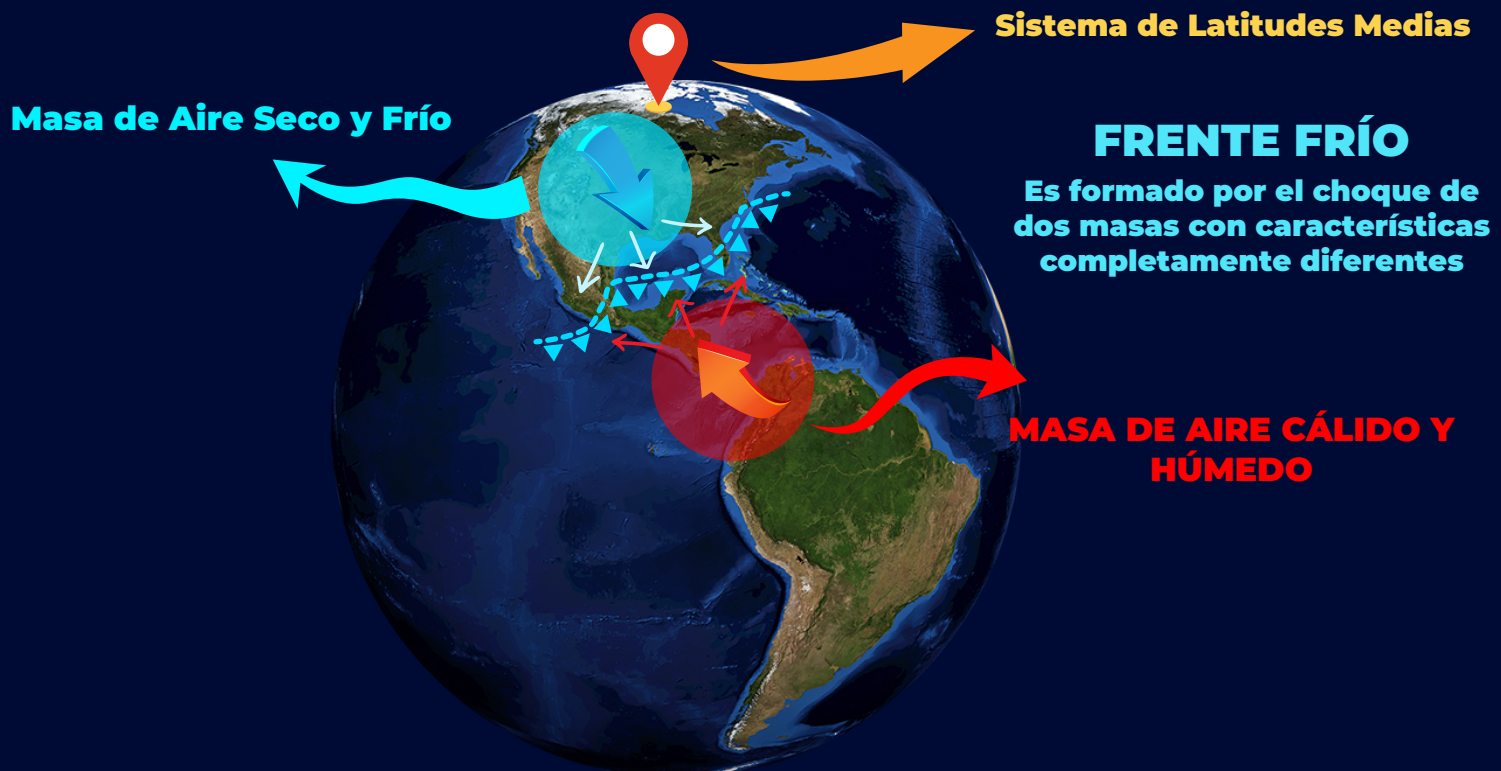 Sistema de Latitudes Medias
Masa de Aire Seco y Frío
FRENTE FRÍO
Es formado por el choque de
dos masas con características
completamente diferentes
MASA DE AIRE CÁLIDO Y
HÚMEDO